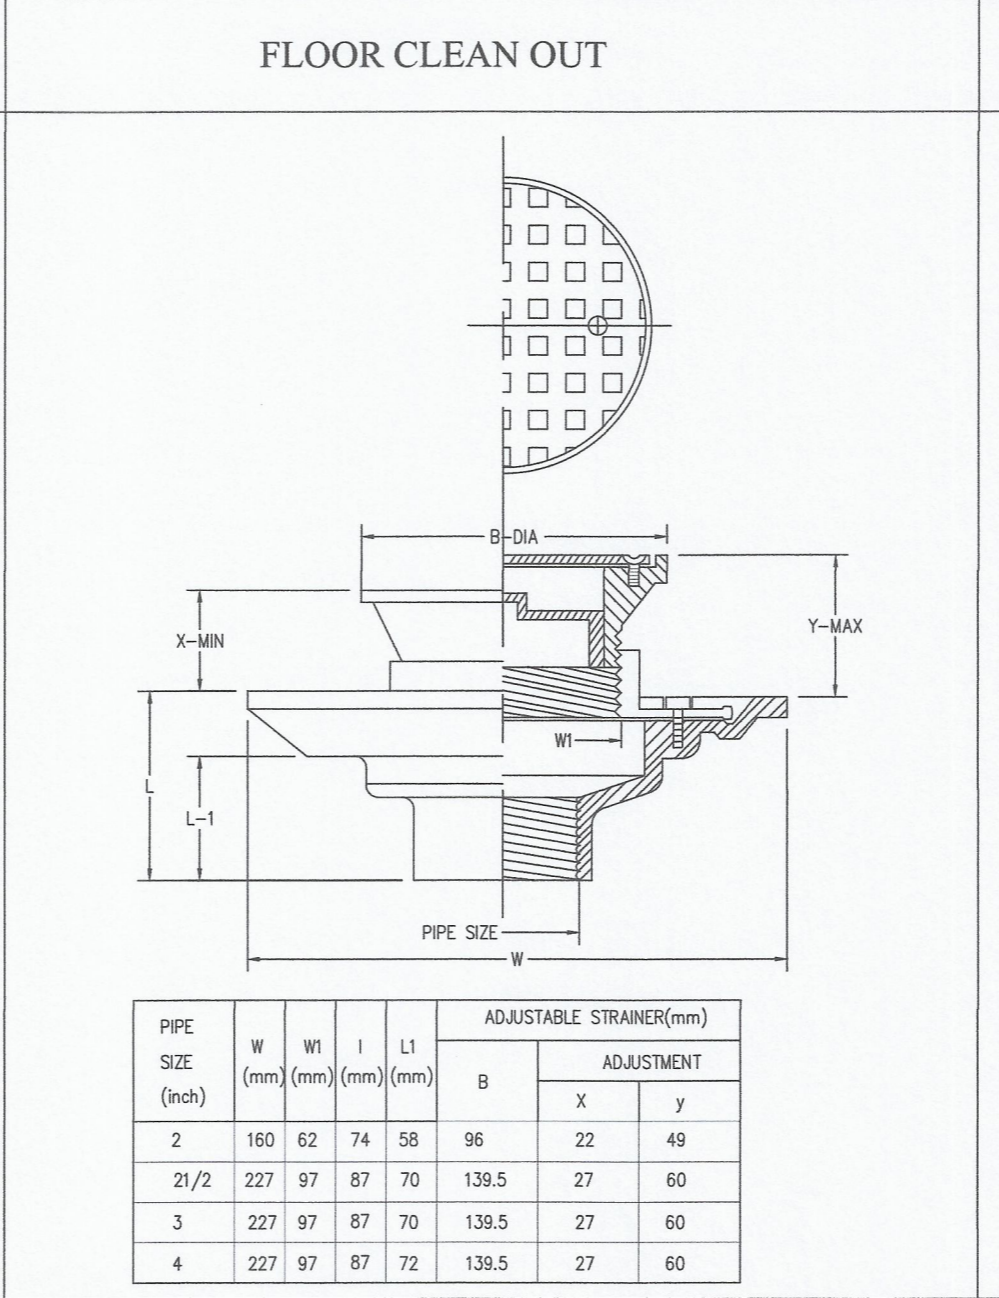 FLOOR CLEAN OUT
B-DIA
X-MIN
Y-MAX
W1
L
L-1
PIPE SIZE
W
PIPE SIZE (inch) W (mm) W1 (mm) l (mm) L1 (mm) ADJUSTABLE STRAINER(mm)
B ADJUSTMENT
X y
2 160 62 74 58 96 22 49
21/2 227 97 87 70 139.5 27 60
3 227 97 87 70 139.5 27 60
4 227 97 87 72 139.5 27 60